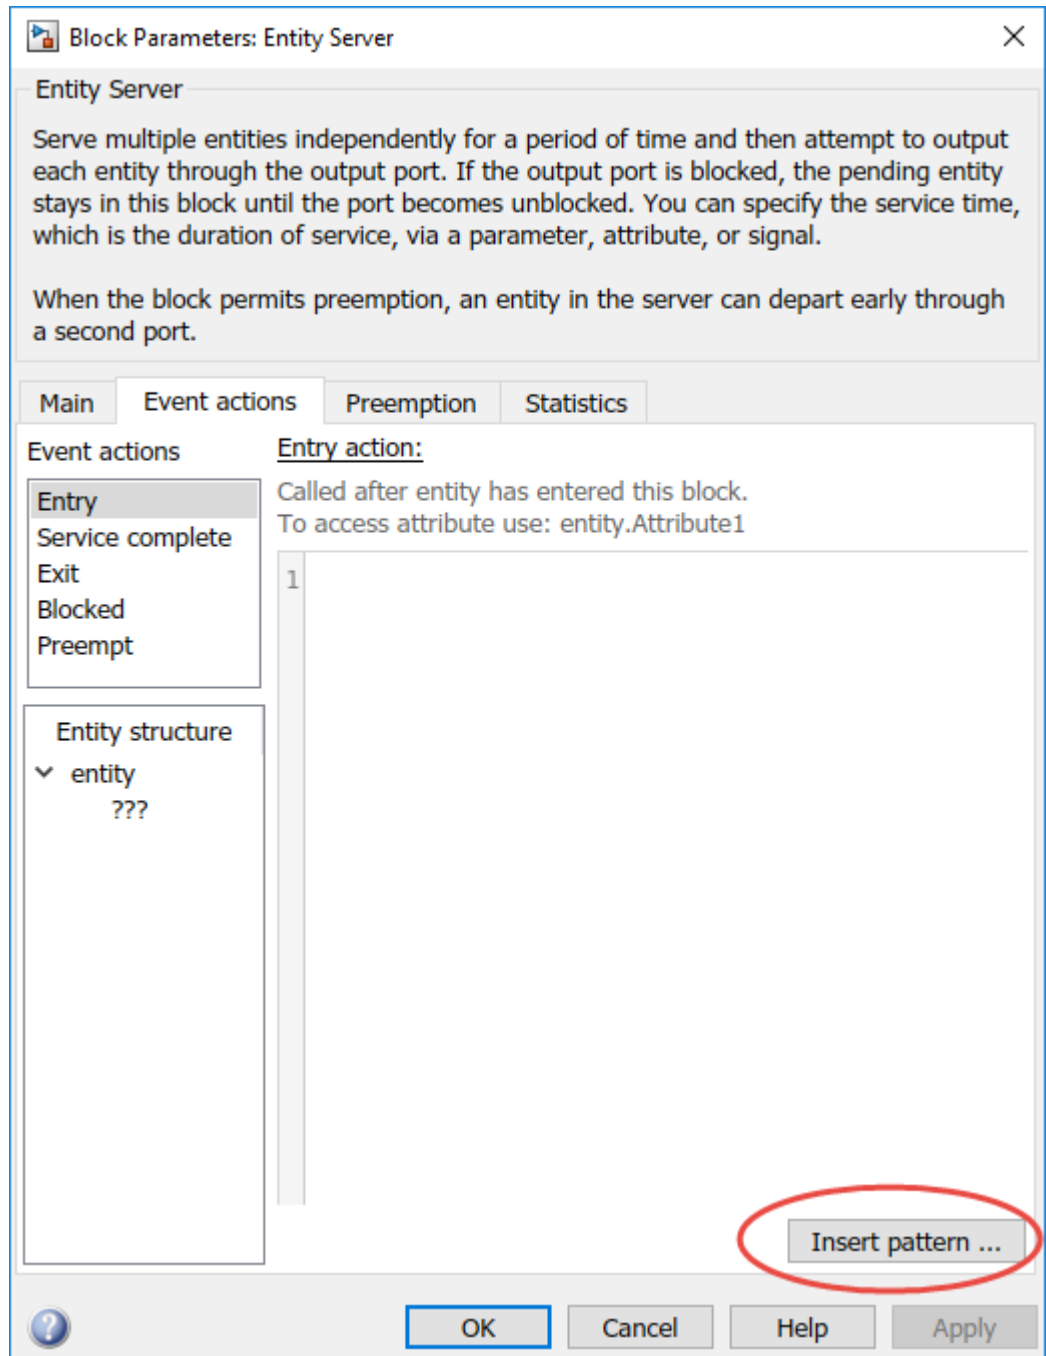 Block Parameters: Entity Server
Entity Server
Serve multiple entities independently for a period of time and then attempt to output
each entity through the output port. If the output port is blocked, the pending entity
stays in this block until the port becomes unblocked. You can specify the service time,
which is the duration of service, via a parameter, attribute, or signal.
When the block permits preemption, an entity in the server can depart early through
a second port.
Main Event actions Preemption Statistics
Event actions
Entry
Service complete
Exit
Blocked
Preempt
Entity structure
entity
???
Entry action:
Called after entity has entered this block.
To access attribute use: entity.Attribute1
1
Insert pattern ...
? OK Cancel Help Apply